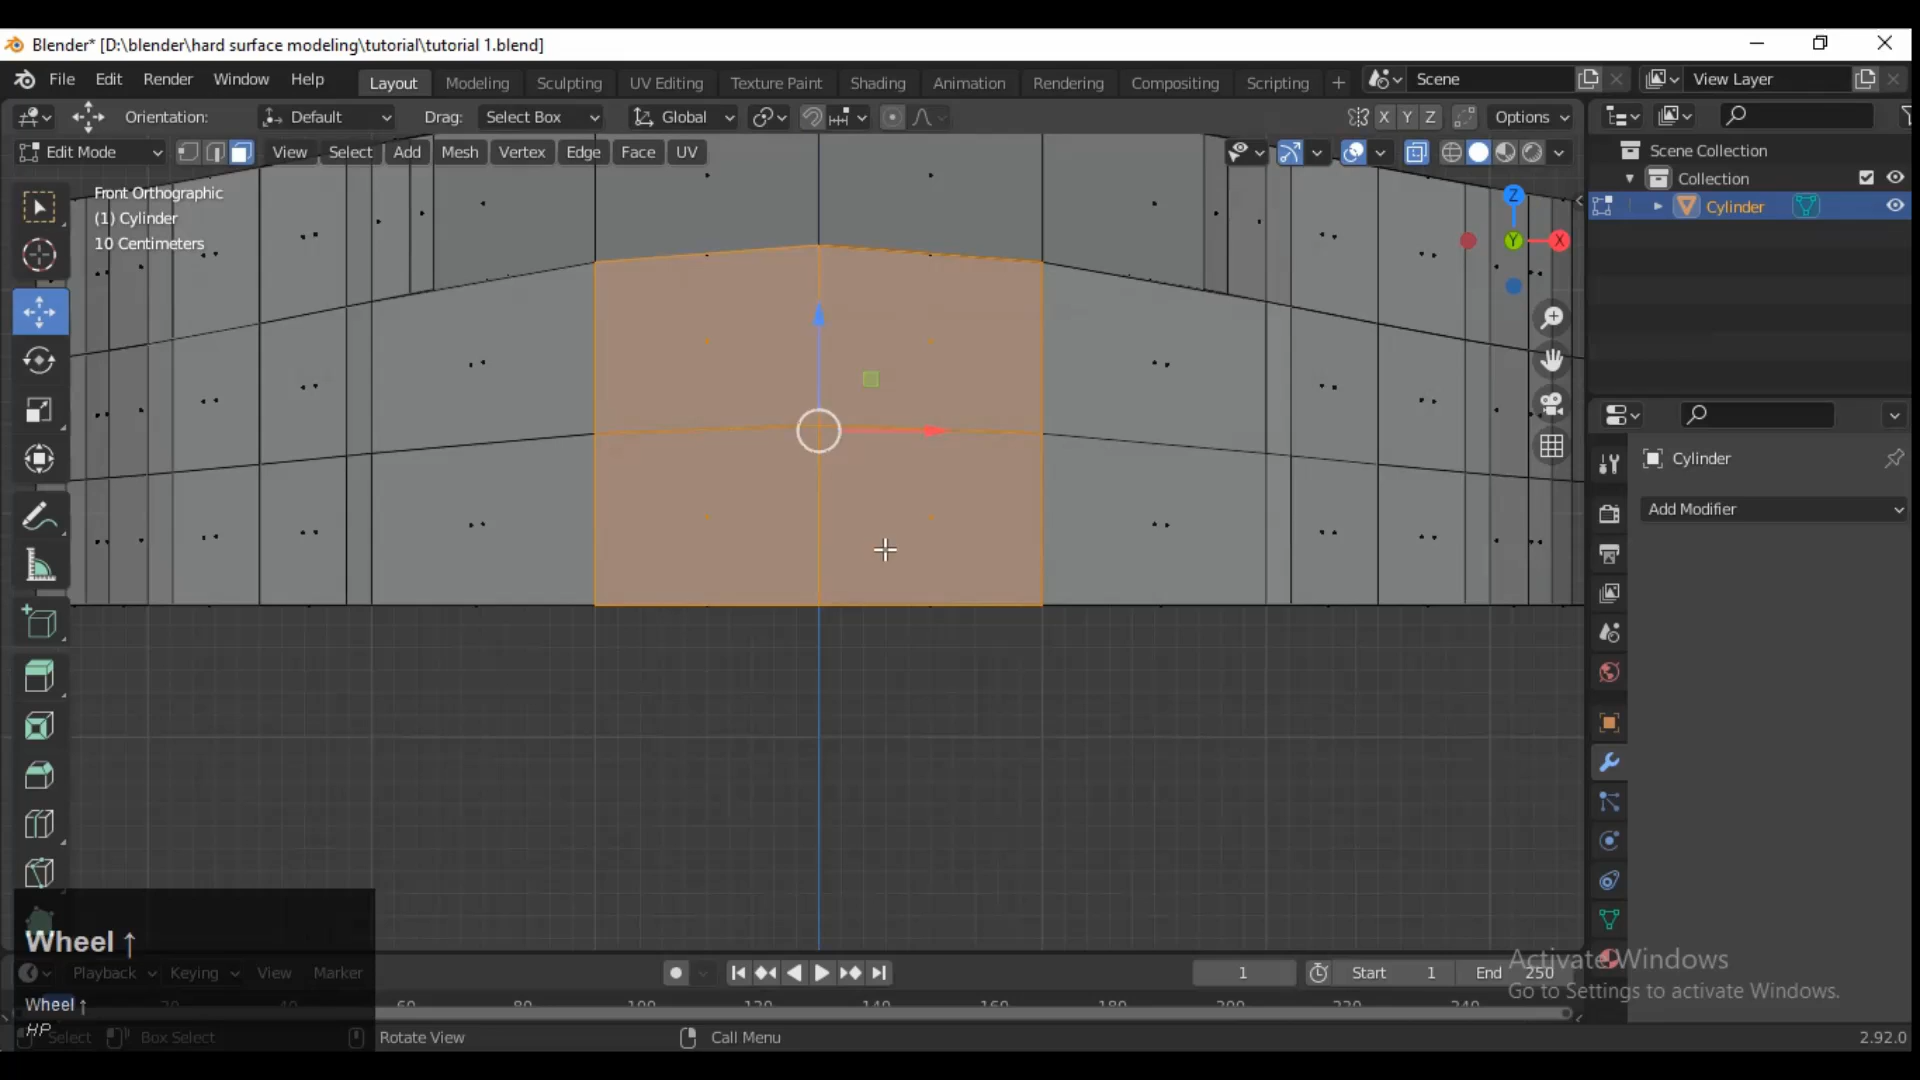 Blender* [D:\blender\hard surface modeling\tutorial\tutorial 1.blend]
File Edit Render Window Help Layout Modeling Sculpting UV Editing Texture Paint Shading Animation Rendering Compositing Scripting + Scene View Layer
Orientation: Default Drag: Select Box Global X Y Z Options
Edit Mode View Select Add Mesh Vertex Edge Face UV
Scene Collection
Collection
Cylinder
Front Orthographic
(1) Cylinder
10 Centimeters
Z
Y
X
Cylinder
Add Modifier
Wheel ↑
Playback Keying View Marker
1 Start 1 End 250
Activate Windows
Go to Settings to activate Windows.
Wheel ↑
HP
Select Box Select Rotate View Call Menu 2.92.0